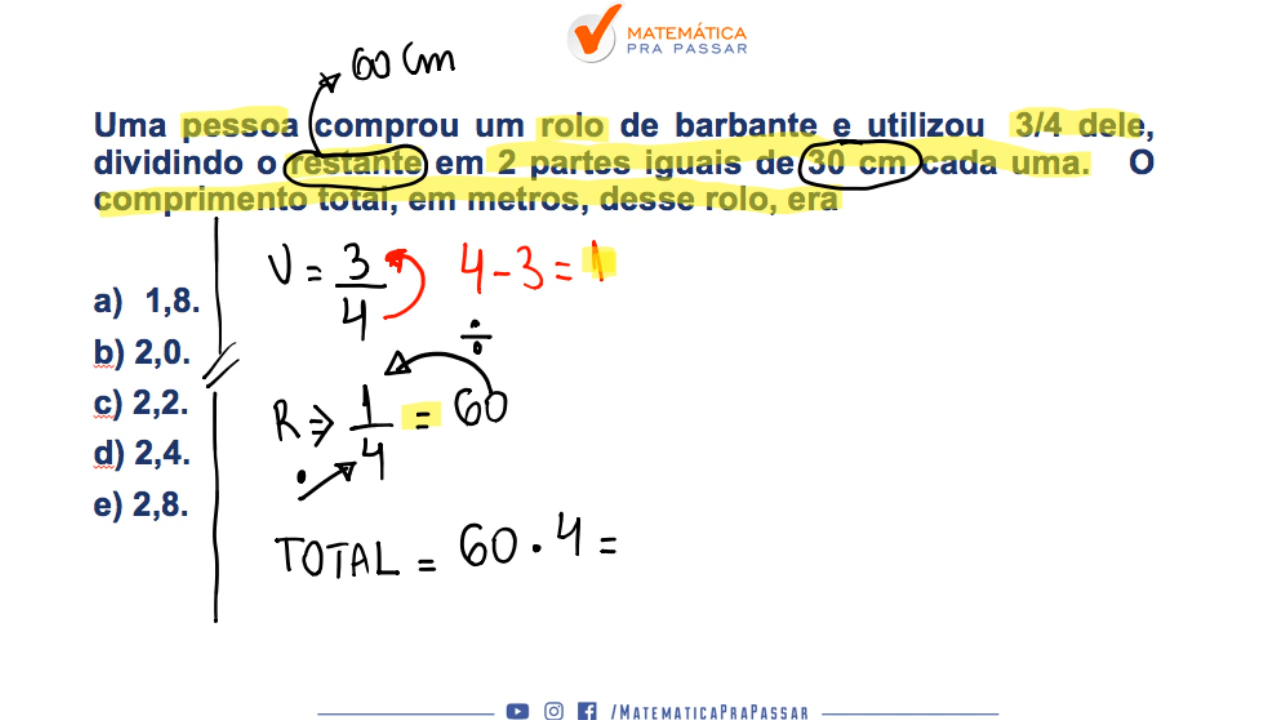 MATEMÁTICA
PRA PASSAR
60 Cm
Uma pessoa comprou um rolo de barbante e utilizou 3/4 dele,
dividindo o restante em 2 partes iguais de 30 cm cada uma. O
comprimento total, em metros, desse rolo, era
U = 3/4 4 - 3 = 1
a) 1,8.
÷
b) 2,0.
c) 2,2.
R ⇒ 1/4 = 60
d) 2,4.
•
e) 2,8.
TOTAL = 60 • 4 =
/MATEMATICAPRAPASSAR